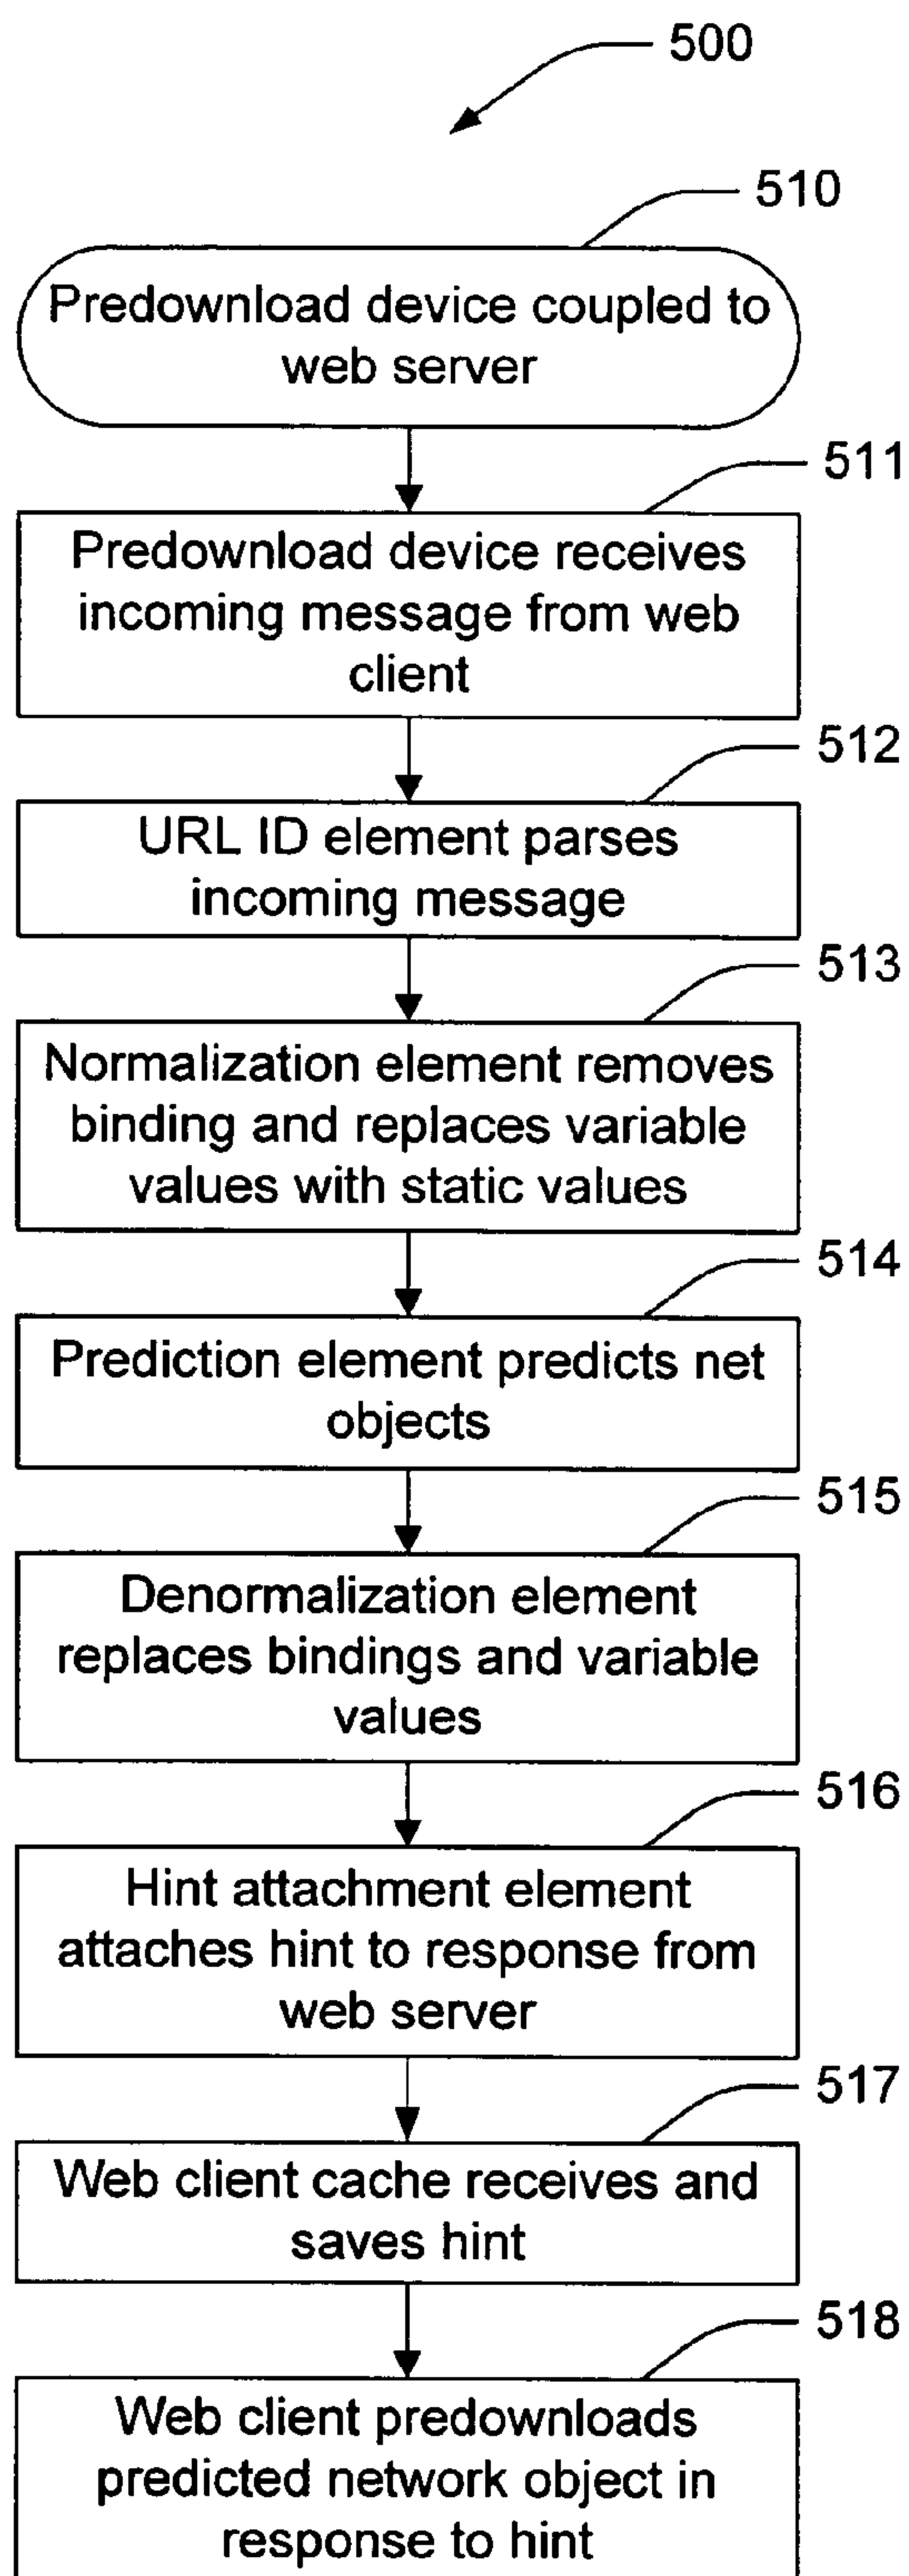 500
510
Predownload device coupled to
web server
511
Predownload device receives
incoming message from web
client
512
URL ID element parses
incoming message
513
Normalization element removes
binding and replaces variable
values with static values
514
Prediction element predicts net
objects
515
Denormalization element
replaces bindings and variable
values
516
Hint attachment element
attaches hint to response from
web server
517
Web client cache receives and
saves hint
518
Web client predownloads
predicted network object in
response to hint